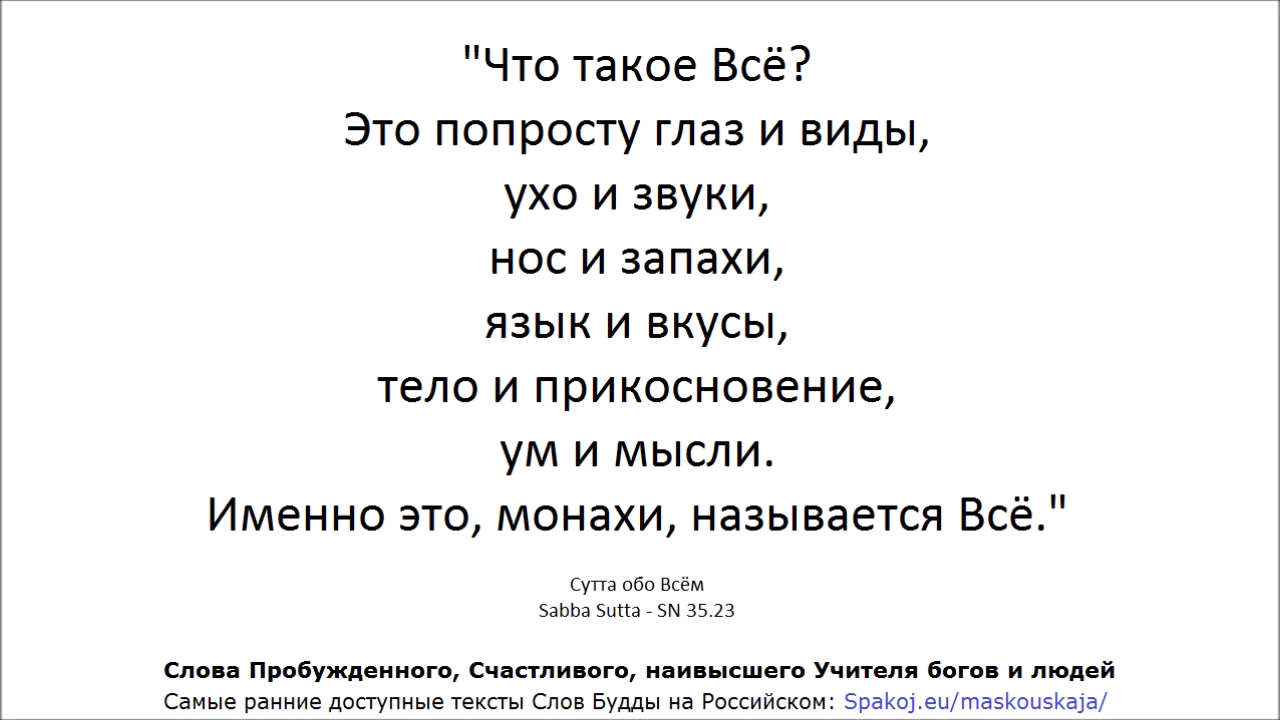 "Что такое Всё?
Это попросту глаз и виды,
ухо и звуки,
нос и запахи,
язык и вкусы,
тело и прикосновение,
ум и мысли.
Именно это, монахи, называется Всё."
Сутта обо Всём
Sabba Sutta - SN 35.23
Слова Пробужденного, Счастливого, наивысшего Учителя богов и людей
Самые ранние доступные тексты Слов Будды на Российском: Spakoj.eu/maskouskaja/